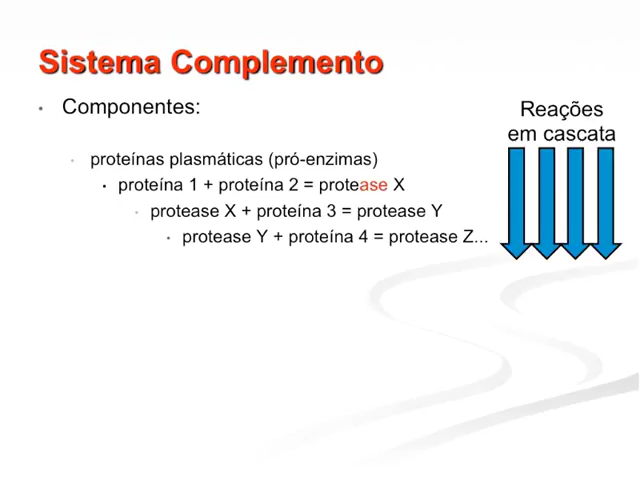 Sistema Complemento
• Componentes:
Reações
em cascata
• proteínas plasmáticas (pró-enzimas)
• proteína 1 + proteína 2 = protease X
• protease X + proteína 3 = protease Y
• protease Y + proteína 4 = protease Z...